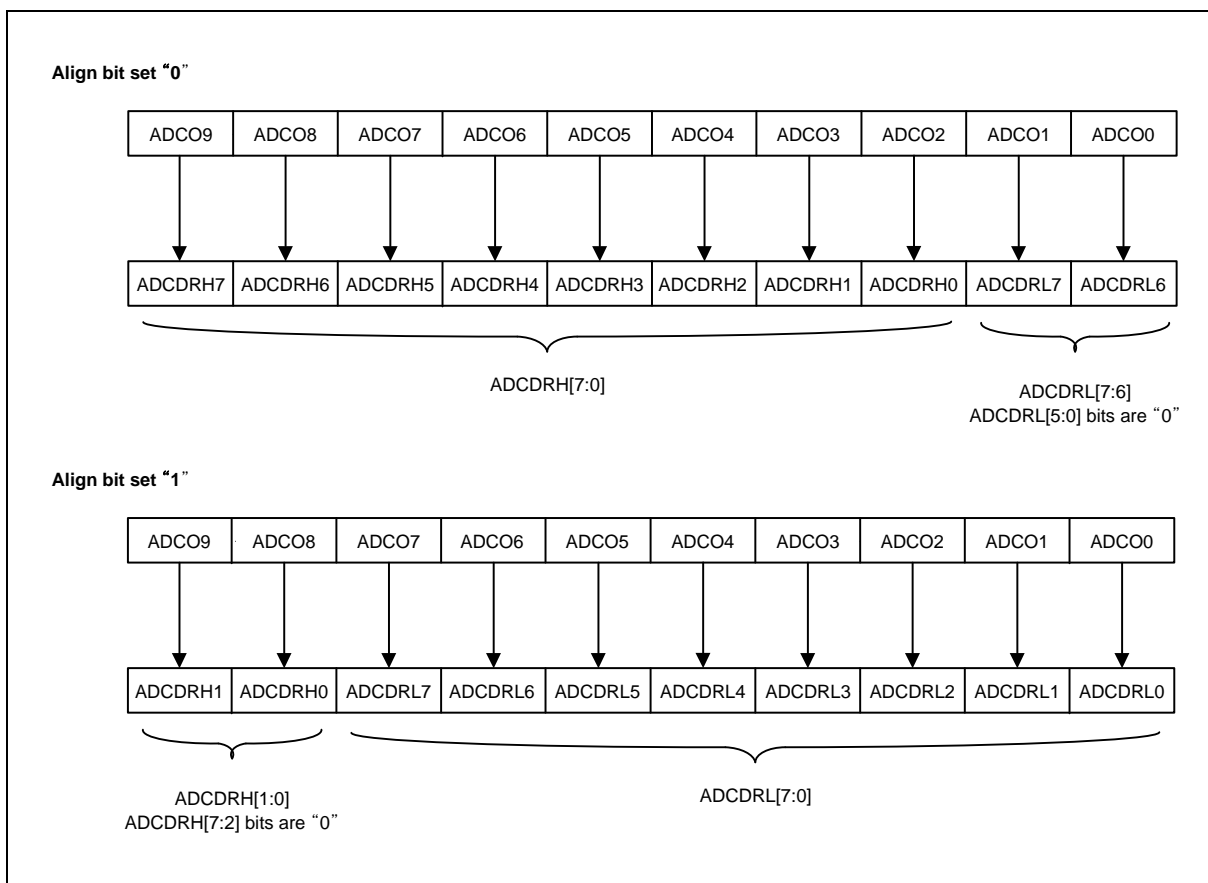 Align bit set “0”
ADCO9 ADCO8 ADCO7 ADCO6 ADCO5 ADCO4 ADCO3 ADCO2 ADCO1 ADCO0
ADCDRH7 ADCDRH6 ADCDRH5 ADCDRH4 ADCDRH3 ADCDRH2 ADCDRH1 ADCDRH0 ADCDRL7 ADCDRL6
ADCDRH[7:0]
ADCDRL[7:6]
ADCDRL[5:0] bits are “0”
Align bit set “1”
ADCO9 ADCO8 ADCO7 ADCO6 ADCO5 ADCO4 ADCO3 ADCO2 ADCO1 ADCO0
ADCDRH1 ADCDRH0 ADCDRL7 ADCDRL6 ADCDRL5 ADCDRL4 ADCDRL3 ADCDRL2 ADCDRL1 ADCDRL0
ADCDRH[1:0]
ADCDRH[7:2] bits are “0”
ADCDRL[7:0]